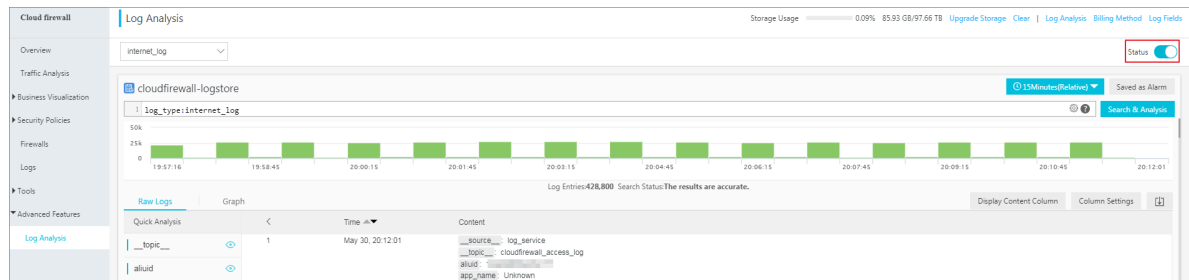 Cloud firewall
Log Analysis
Storage Usage 0.09% 85.93 GB/97.66 TB Upgrade Storage Clear | Log Analysis Billing Method Log Fields
Overview
internet_log
Status
Traffic Analysis
cloudfirewall-logstore
15Minutes(Relative)
Saved as Alarm
Business Visualization
1 log_type:internet_log
Search & Analysis
Security Policies
50k
25k
0
Firewalls
19:57:16 19:58:45 20:00:15 20:01:45 20:03:15 20:04:45 20:06:15 20:07:45 20:09:15 20:10:45 20:12:01
Logs
Log Entries:428,800 Search Status:The results are accurate.
Tools
Raw Logs Graph
Display Content Column Column Settings
Advanced Features
Quick Analysis < Time Content
Log Analysis
__topic__
1 May 30, 20:12:01
__source__: log_service
__topic__: cloudfirewall_access_log
aliuid
aliuid:
app_name: Unknown